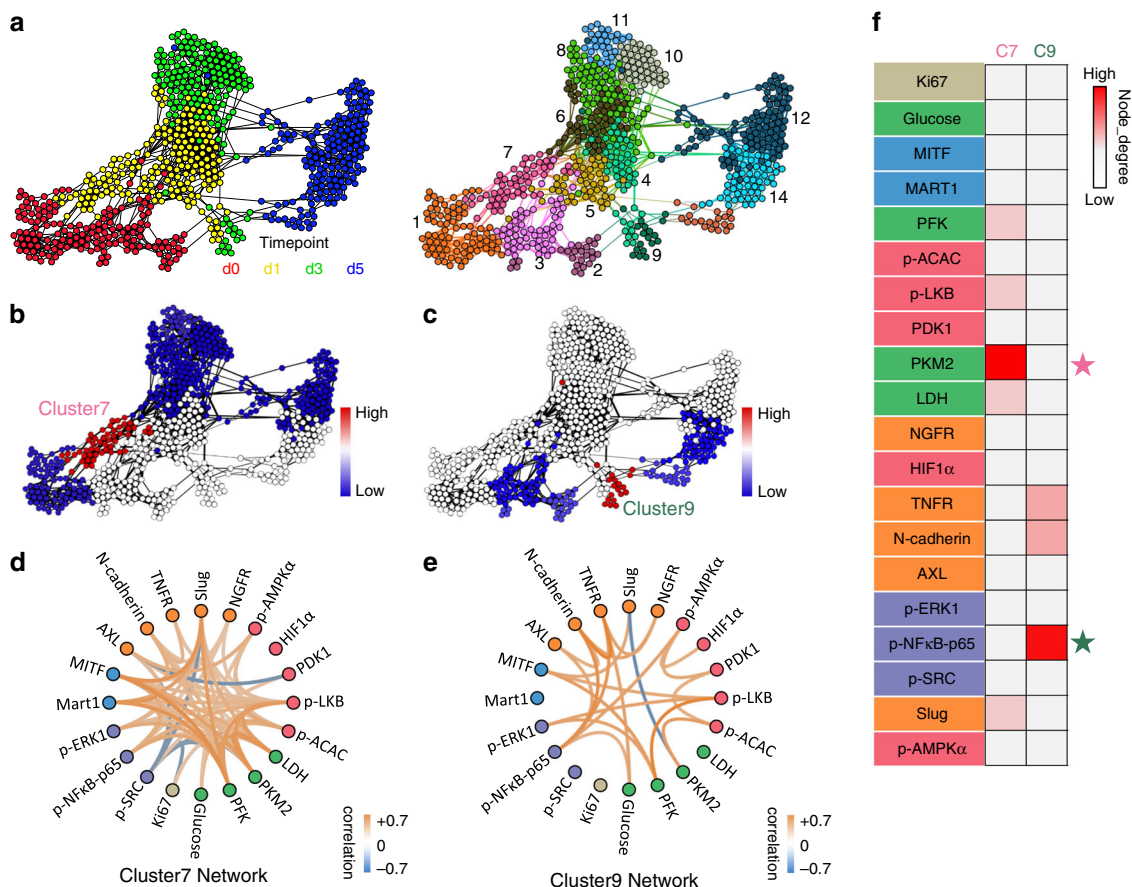 a
Timepoint
d0 d1 d3 d5
11
8
10
6
12
7
4
14
1
5
3
2
9
b
Cluster7
High
Low
c
High
Low
Cluster9
d
N-cadherin
TNFR
Slug
NGFR
p-AMPKα
HIF1α
PDK1
p-LKB
p-ACAC
LDH
PKM2
PFK
Glucose
Ki67
p-SRC
p-NFκB-p65
p-ERK1
Mart1
MITF
AXL
correlation
+0.7
0
−0.7
Cluster7 Network
e
N-cadherin
TNFR
Slug
NGFR
p-AMPKα
HIF1α
PDK1
p-LKB
p-ACAC
LDH
PKM2
PFK
Glucose
Ki67
p-SRC
p-NFκB-p65
p-ERK1
Mart1
MITF
AXL
correlation
+0.7
0
−0.7
Cluster9 Network
f
C7 C9
High
Node_degree
Low
Ki67
Glucose
MITF
MART1
PFK
p-ACAC
p-LKB
PDK1
PKM2
LDH
NGFR
HIF1α
TNFR
N-cadherin
AXL
p-ERK1
p-NFκB-p65
p-SRC
Slug
p-AMPKα